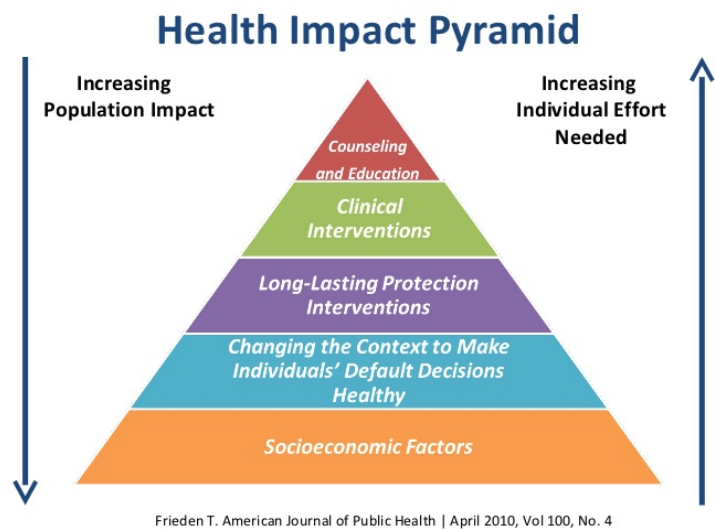 Health Impact Pyramid
Increasing
Population Impact
Increasing
Individual Effort
Needed
Counseling
and Education
Clinical
Interventions
Long-Lasting Protection
Interventions
Changing the Context to Make
Individuals’ Default Decisions
Healthy
Socioeconomic Factors
Frieden T. American Journal of Public Health | April 2010, Vol 100, No. 4